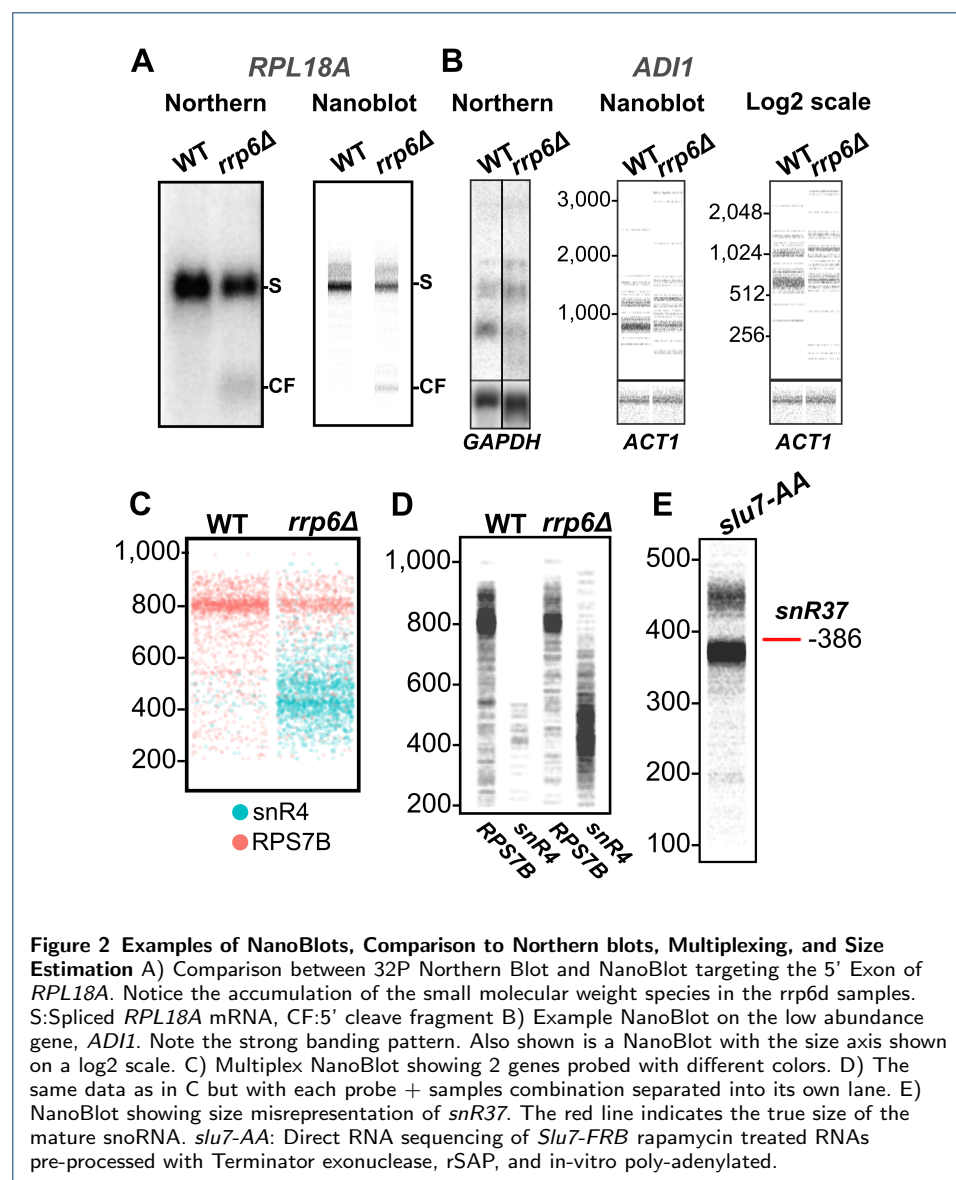 A
RPL18A
B
ADI1
Northern
Nanoblot
Northern
Nanoblot
Log2 scale
WT
rrp6Δ
WT
rrp6Δ
WT
rrp6Δ
WT
rrp6Δ
WT
rrp6Δ
-S
-CF
-S
-CF
3,000
2,000
1,000
2,048
1,024
512
256
GAPDH
ACT1
ACT1
C
WT
rrp6Δ
1,000
800
600
400
200
snR4
RPS7B
D
WT
rrp6Δ
1,000
800
600
400
200
RPS7B
snR4
RPS7B
snR4
E
slu7-AA
500
400
300
200
100
snR37
-386
Figure 2 Examples of NanoBlots, Comparison to Northern blots, Multiplexing, and Size
Estimation A) Comparison between 32P Northern Blot and NanoBlot targeting the 5' Exon of
RPL18A. Notice the accumulation of the small molecular weight species in the rrp6d samples.
S:Spliced RPL18A mRNA, CF:5' cleave fragment B) Example NanoBlot on the low abundance
gene, ADI1. Note the strong banding pattern. Also shown is a NanoBlot with the size axis shown
on a log2 scale. C) Multiplex NanoBlot showing 2 genes probed with different colors. D) The
same data as in C but with each probe + samples combination separated into its own lane. E)
NanoBlot showing size misrepresentation of snR37. The red line indicates the true size of the
mature snoRNA. slu7-AA: Direct RNA sequencing of Slu7-FRB rapamycin treated RNAs
pre-processed with Terminator exonuclease, rSAP, and in-vitro poly-adenylated.